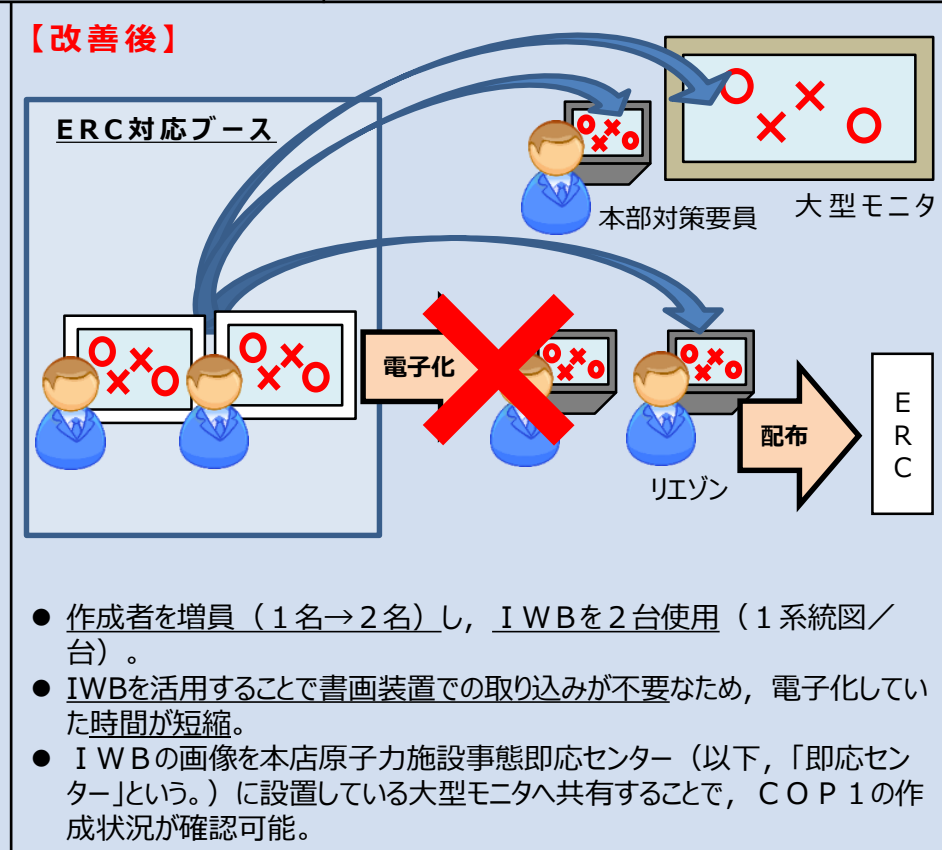 【改善後】
ERC対応ブース
本部対策要員
大型モニタ
電子化
配布
リエゾン
E
R
C
● 作成者を増員（１名→２名）し，ＩＷＢを２台使用（１系統図／
台）。
● IWBを活用することで書画装置での取り込みが不要なため，電子化してい
た時間が短縮。
● ＩＷＢの画像を本店原子力施設事態即応センター（以下，「即応セン
ター」という。）に設置している大型モニタへ共有することで，ＣＯＰ１の作
成状況が確認可能。